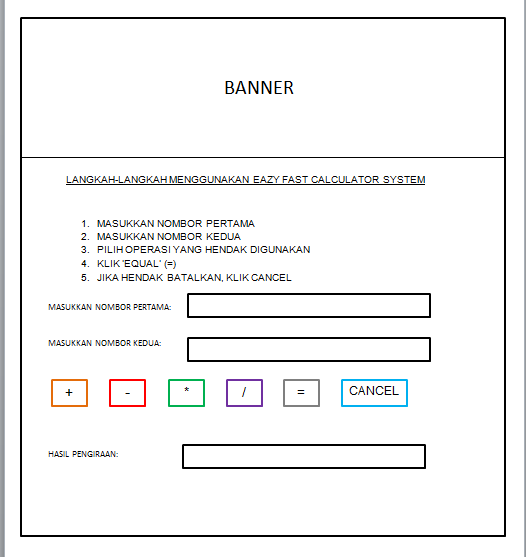 BANNER
LANGKAH-LANGKAH MENGGUNAKAN EAZY FAST CALCULATOR SYSTEM
1. MASUKKAN NOMBOR PERTAMA
2. MASUKKAN NOMBOR KEDUA
3. PILIH OPERASI YANG HENDAK DIGUNAKAN
4. KLIK 'EQUAL' (=)
5. JIKA HENDAK BATALKAN, KLIK CANCEL
MASUKKAN NOMBOR PERTAMA:
MASUKKAN NOMBOR KEDUA:
+ - * / = CANCEL
HASIL PENGIRAAN: